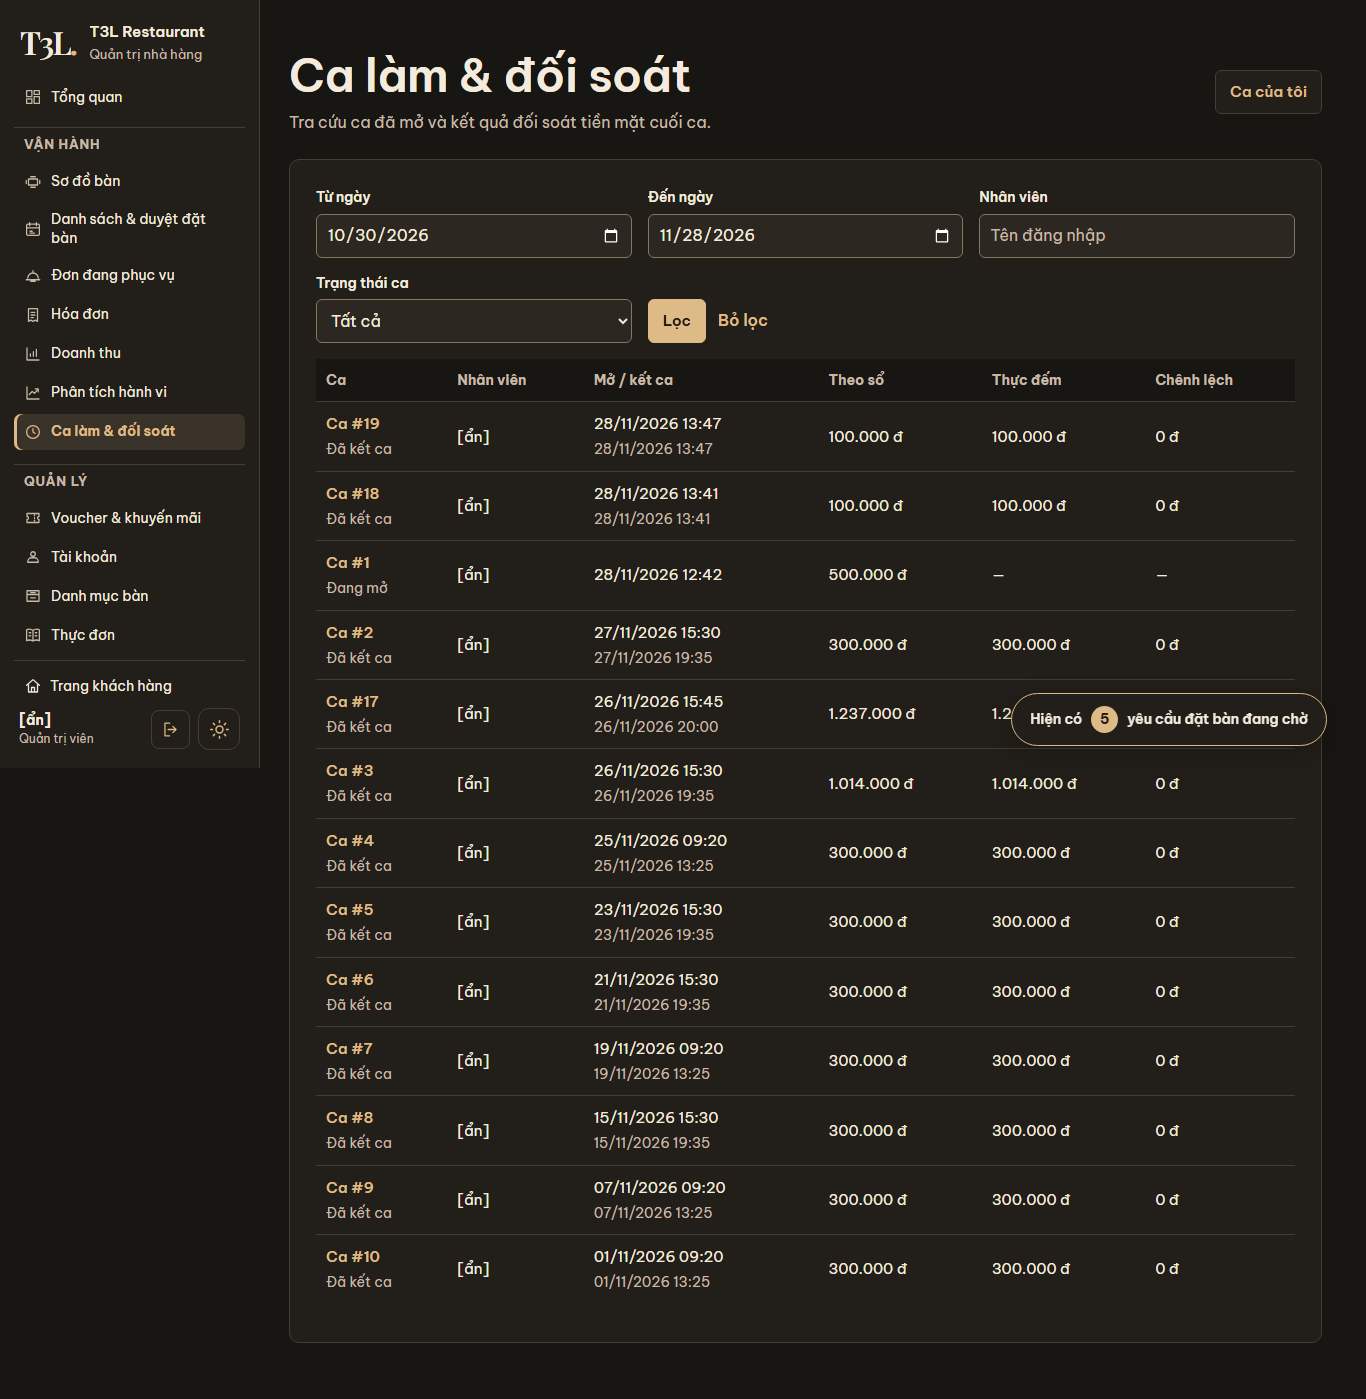 T3L.
T3L Restaurant
Quản trị nhà hàng
Tổng quan
VẬN HÀNH
Sơ đồ bàn
Danh sách & duyệt đặt
bàn
Đơn đang phục vụ
Hóa đơn
Doanh thu
Phân tích hành vi
Ca làm & đối soát
QUẢN LÝ
Voucher & khuyến mãi
Tài khoản
Danh mục bàn
Thực đơn
Trang khách hàng
[ẩn]
Quản trị viên
Ca làm & đối soát
Tra cứu ca đã mở và kết quả đối soát tiền mặt cuối ca.
Ca của tôi
Từ ngày Đến ngày Nhân viên
10/30/2026 11/28/2026 Tên đăng nhập
Trạng thái ca
Tất cả Lọc Bỏ lọc
Ca Nhân viên Mở / kết ca Theo sổ Thực đếm Chênh lệch
Ca #19 [ẩn] 28/11/2026 13:47 100.000 đ 100.000 đ 0 đ
Đã kết ca 28/11/2026 13:47
Ca #18 [ẩn] 28/11/2026 13:41 100.000 đ 100.000 đ 0 đ
Đã kết ca 28/11/2026 13:41
Ca #1 [ẩn] 28/11/2026 12:42 500.000 đ — —
Đang mở
Ca #2 [ẩn] 27/11/2026 15:30 300.000 đ 300.000 đ 0 đ
Đã kết ca 27/11/2026 19:35
Ca #17 [ẩn] 26/11/2026 15:45 1.237.000 đ 1.2
Đã kết ca 26/11/2026 20:00
Hiện có 5 yêu cầu đặt bàn đang chờ
Ca #3 [ẩn] 26/11/2026 15:30 1.014.000 đ 1.014.000 đ 0 đ
Đã kết ca 26/11/2026 19:35
Ca #4 [ẩn] 25/11/2026 09:20 300.000 đ 300.000 đ 0 đ
Đã kết ca 25/11/2026 13:25
Ca #5 [ẩn] 23/11/2026 15:30 300.000 đ 300.000 đ 0 đ
Đã kết ca 23/11/2026 19:35
Ca #6 [ẩn] 21/11/2026 15:30 300.000 đ 300.000 đ 0 đ
Đã kết ca 21/11/2026 19:35
Ca #7 [ẩn] 19/11/2026 09:20 300.000 đ 300.000 đ 0 đ
Đã kết ca 19/11/2026 13:25
Ca #8 [ẩn] 15/11/2026 15:30 300.000 đ 300.000 đ 0 đ
Đã kết ca 15/11/2026 19:35
Ca #9 [ẩn] 07/11/2026 09:20 300.000 đ 300.000 đ 0 đ
Đã kết ca 07/11/2026 13:25
Ca #10 [ẩn] 01/11/2026 09:20 300.000 đ 300.000 đ 0 đ
Đã kết ca 01/11/2026 13:25